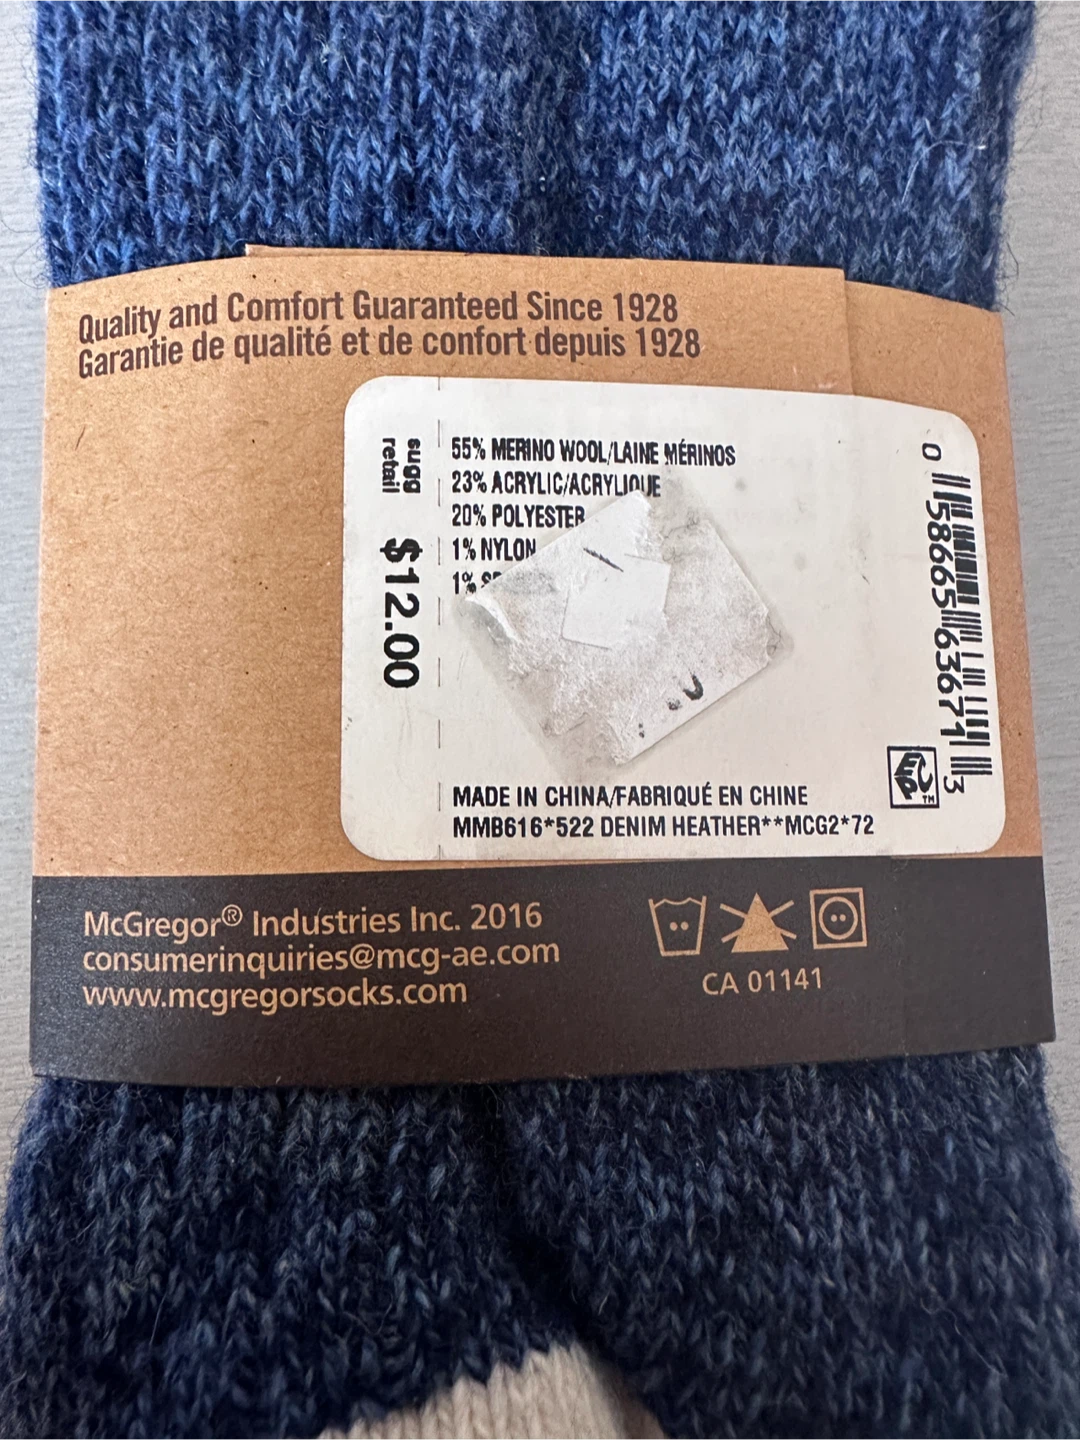 Quality and Comfort Guaranteed Since 1928
Garantie de qualité et de confort depuis 1928
sugg
retail
$12.00
55% MERINO WOOL/LAINE MÉRINOS
23% ACRYLIC/ACRYLIQUE
20% POLYESTER
1% NYLON
1%
0 58665 63671 3
TM
MADE IN CHINA/FABRIQUÉ EN CHINE
MMB616*522 DENIM HEATHER**MCG2*72
McGregor® Industries Inc. 2016
consumerinquiries@mcg-ae.com
www.mcgregorsocks.com
CA 01141